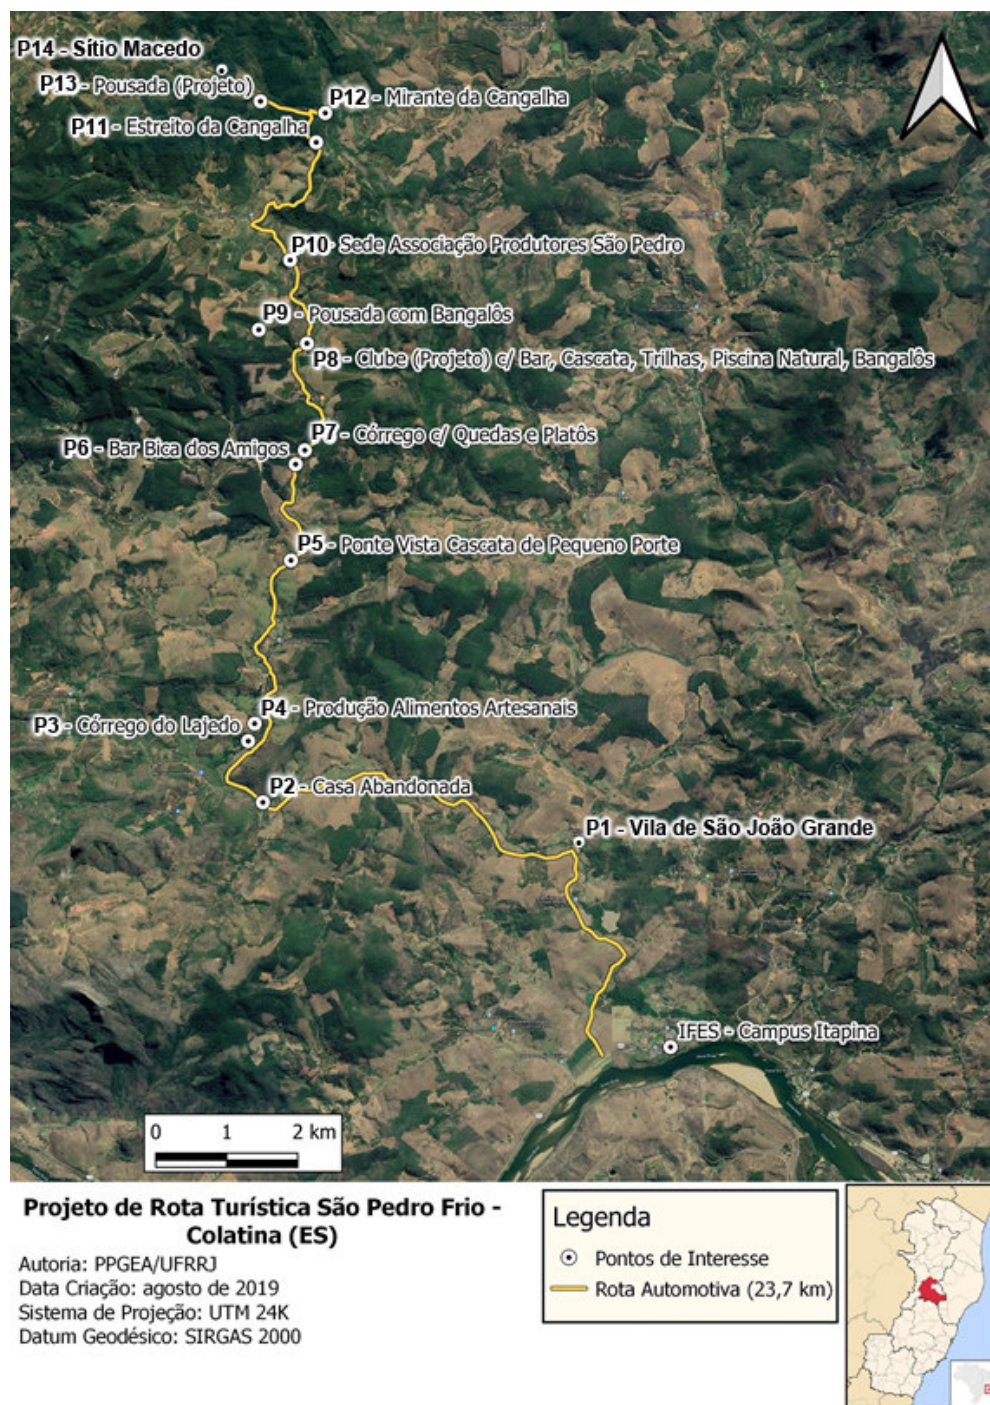 P14 - Sítio Macedo
P13 - Pousada (Projeto)
P12 - Mirante da Cangalha
P11 - Estreito da Cangalha
P10 - Sede Associação Produtores São Pedro
P9 - Pousada com Bangalôs
P8 - Clube (Projeto) c/ Bar, Cascata, Trilhas, Piscina Natural, Bangalôs
P7 - Córrego c/ Quedas e Platôs
P6 - Bar Bica dos Amigos
P5 - Ponte Vista Cascata de Pequeno Porte
P4 - Produção Alimentos Artesanais
P3 - Córrego do Lajedo
P2 - Casa Abandonada
P1 - Vila de São João Grande
IFES - Campus Itapina
0 1 2 km
Projeto de Rota Turística São Pedro Frio -
Colatina (ES)
Autoria: PPGEA/UFRRJ
Data Criação: agosto de 2019
Sistema de Projeção: UTM 24K
Datum Geodésico: SIRGAS 2000
Legenda
Pontos de Interesse
Rota Automotiva (23,7 km)